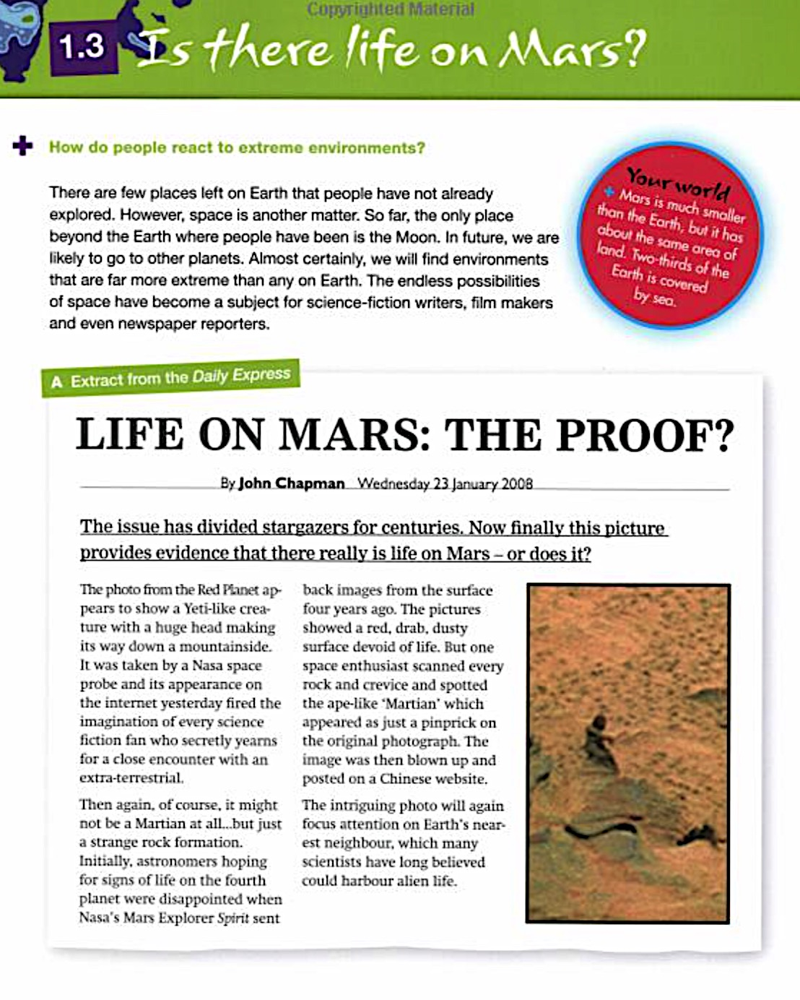 Copyrighted Material
1.3 Is there life on Mars?
How do people react to extreme environments?
There are few places left on Earth that people have not already
explored. However, space is another matter. So far, the only place
beyond the Earth where people have been is the Moon. In future, we are
likely to go to other planets. Almost certainly, we will find environments
that are far more extreme than any on Earth. The endless possibilities
of space have become a subject for science-fiction writers, film makers
and even newspaper reporters.
Your world
+ Mars is much smaller
than the Earth, but it has
about the same area of
land. Two-thirds of the
Earth is covered
by sea.
A Extract from the Daily Express
LIFE ON MARS: THE PROOF?
By John Chapman Wednesday 23 January 2008
The issue has divided stargazers for centuries. Now finally this picture
provides evidence that there really is life on Mars – or does it?
The photo from the Red Planet ap-
pears to show a Yeti-like crea-
ture with a huge head making
its way down a mountainside.
It was taken by a Nasa space
probe and its appearance on
the internet yesterday fired the
imagination of every science
fiction fan who secretly yearns
for a close encounter with an
extra-terrestrial.
Then again, of course, it might
not be a Martian at all...but just
a strange rock formation.
Initially, astronomers hoping
for signs of life on the fourth
planet were disappointed when
Nasa's Mars Explorer Spirit sent
back images from the surface
four years ago. The pictures
showed a red, drab, dusty
surface devoid of life. But one
space enthusiast scanned every
rock and crevice and spotted
the ape-like 'Martian' which
appeared as just a pinprick on
the original photograph. The
image was then blown up and
posted on a Chinese website.
The intriguing photo will again
focus attention on Earth's near-
est neighbour, which many
scientists have long believed
could harbour alien life.